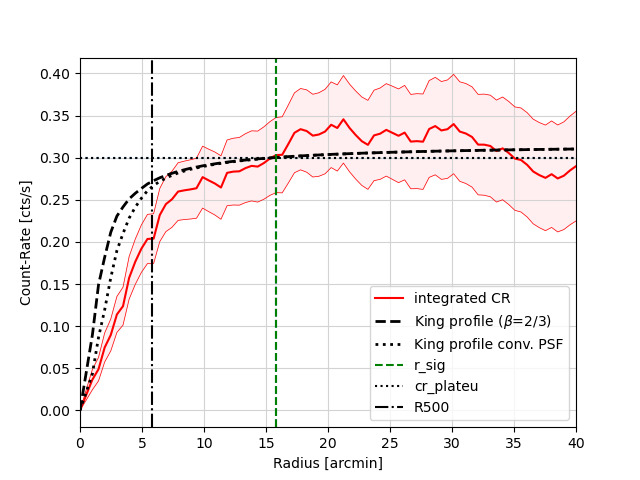 0.40
0.35
0.30
0.25
0.20
0.15
0.10
0.05
0.00
Count-Rate [cts/s]
integrated CR
King profile (β=2/3)
King profile conv. PSF
r_sig
cr_plateu
R500
0 5 10 15 20 25 30 35 40
Radius [arcmin]